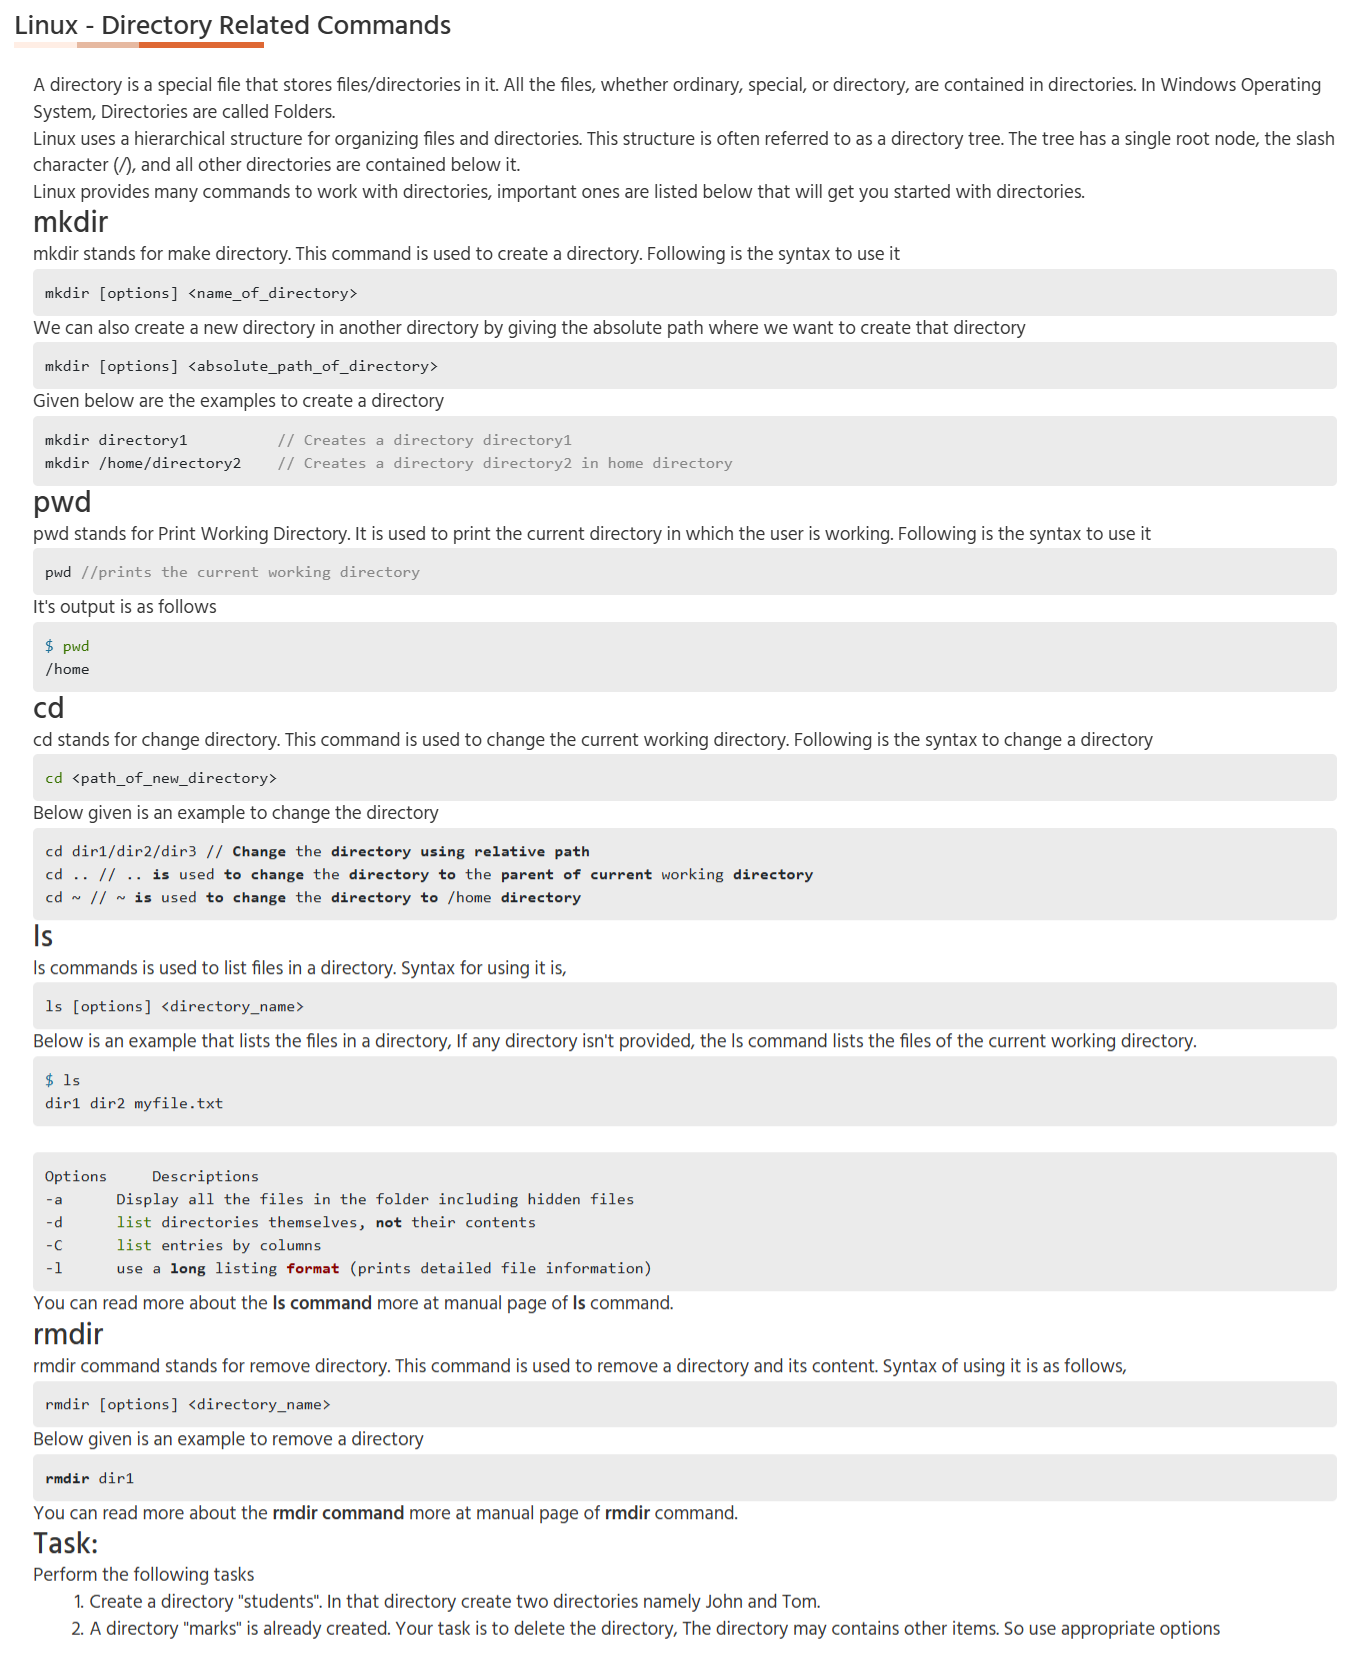 Linux - Directory Related Commands
A directory is a special file that stores files/directories in it. All the files, whether ordinary, special, or directory, are contained in directories. In Windows Operating
System, Directories are called Folders.
Linux uses a hierarchical structure for organizing files and directories. This structure is often referred to as a directory tree. The tree has a single root node, the slash
character (/), and all other directories are contained below it.
Linux provides many commands to work with directories, important ones are listed below that will get you started with directories.
mkdir
mkdir stands for make directory. This command is used to create a directory. Following is the syntax to use it
mkdir [options] <name_of_directory>
We can also create a new directory in another directory by giving the absolute path where we want to create that directory
mkdir [options] <absolute_path_of_directory>
Given below are the examples to create a directory
mkdir directory1          // Creates a directory directory1
mkdir /home/directory2    // Creates a directory directory2 in home directory
pwd
pwd stands for Print Working Directory. It is used to print the current directory in which the user is working. Following is the syntax to use it
pwd //prints the current working directory
It's output is as follows
$ pwd
/home
cd
cd stands for change directory. This command is used to change the current working directory. Following is the syntax to change a directory
cd <path_of_new_directory>
Below given is an example to change the directory
cd dir1/dir2/dir3 // Change the directory using relative path
cd .. // .. is used to change the directory to the parent of current working directory
cd ~ // ~ is used to change the directory to /home directory
ls
ls commands is used to list files in a directory. Syntax for using it is,
ls [options] <directory_name>
Below is an example that lists the files in a directory, If any directory isn't provided, the ls command lists the files of the current working directory.
$ ls
dir1 dir2 myfile.txt
Options     Descriptions
-a      Display all the files in the folder including hidden files
-d      list directories themselves, not their contents
-C      list entries by columns
-l      use a long listing format (prints detailed file information)
You can read more about the ls command more at manual page of ls command.
rmdir
rmdir command stands for remove directory. This command is used to remove a directory and its content. Syntax of using it is as follows,
rmdir [options] <directory_name>
Below given is an example to remove a directory
rmdir dir1
You can read more about the rmdir command more at manual page of rmdir command.
Task:
Perform the following tasks
1. Create a directory "students". In that directory create two directories namely John and Tom.
2. A directory "marks" is already created. Your task is to delete the directory, The directory may contains other items. So use appropriate options